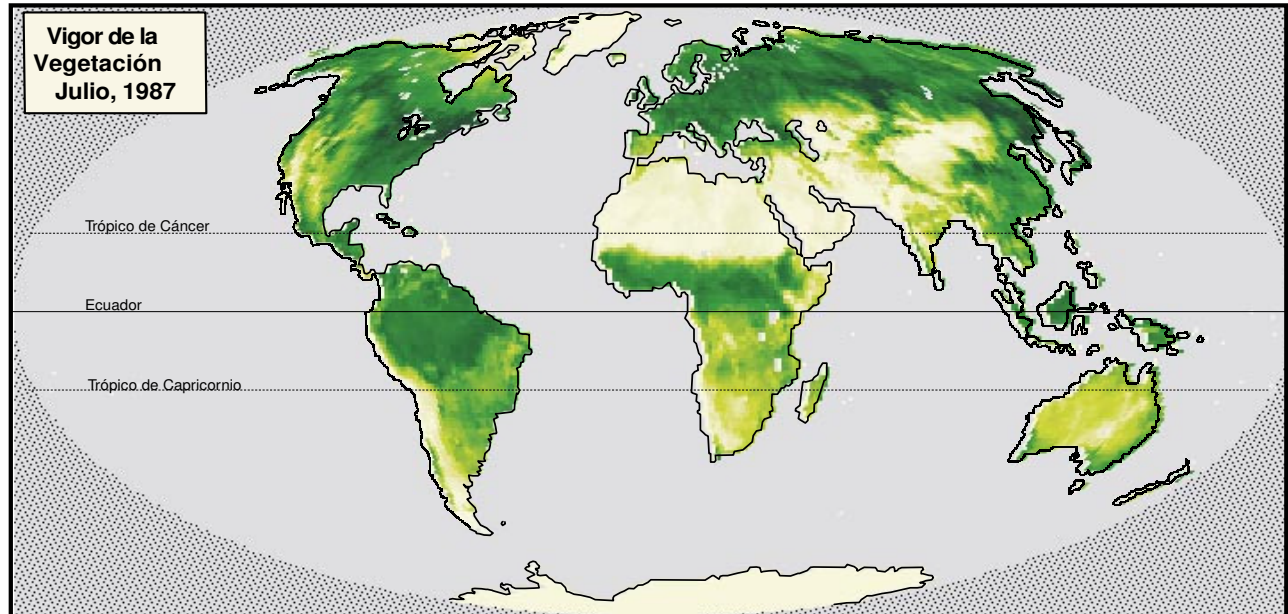 Vigor de la
Vegetación
Julio, 1987
Trópico de Cáncer
Ecuador
Trópico de Capricornio